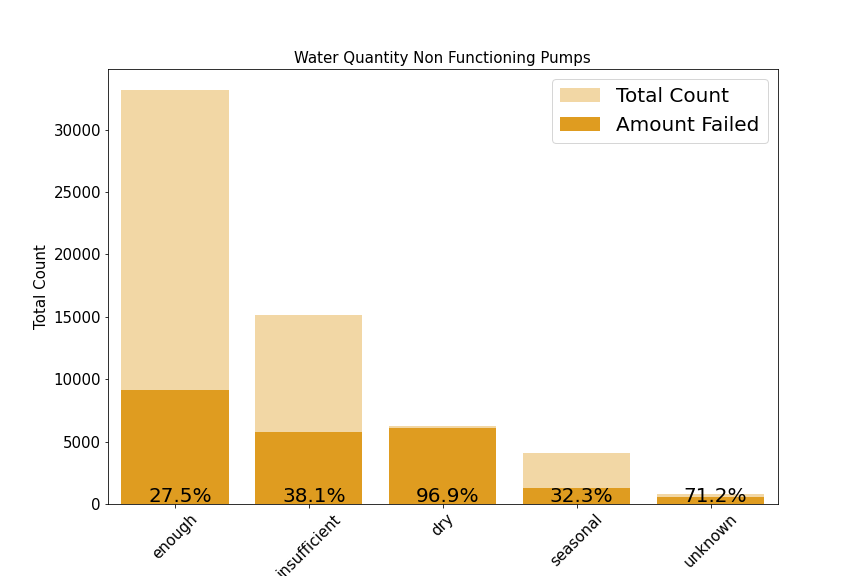 Water Quantity Non Functioning Pumps
Total Count
Amount Failed
Total Count
30000
25000
20000
15000
10000
5000
0
27.5%
38.1%
96.9%
32.3%
71.2%
enough
insufficient
dry
seasonal
unknown